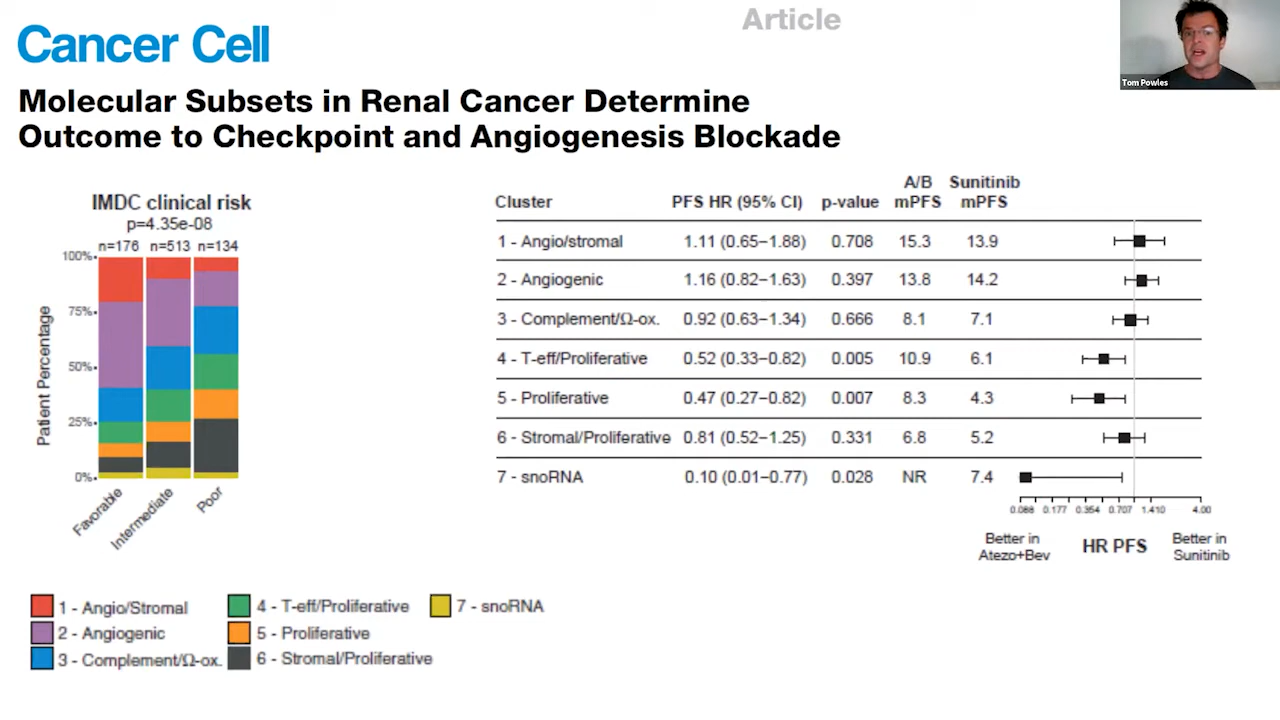 Article
Cancer Cell
Tom Powles
Molecular Subsets in Renal Cancer Determine
Outcome to Checkpoint and Angiogenesis Blockade
IMDC clinical risk
p=4.35e-08
n=176 n=513 n=134
100%
75%
50%
25%
0%
Patient Percentage
Favorable
Intermediate
Poor
Cluster PFS HR (95% CI) p-value A/B mPFS Sunitinib mPFS
1 - Angio/stromal 1.11 (0.65–1.88) 0.708 15.3 13.9
2 - Angiogenic 1.16 (0.82–1.63) 0.397 13.8 14.2
3 - Complement/Ω-ox. 0.92 (0.63–1.34) 0.666 8.1 7.1
4 - T-eff/Proliferative 0.52 (0.33–0.82) 0.005 10.9 6.1
5 - Proliferative 0.47 (0.27–0.82) 0.007 8.3 4.3
6 - Stromal/Proliferative 0.81 (0.52–1.25) 0.331 6.8 5.2
7 - snoRNA 0.10 (0.01–0.77) 0.028 NR 7.4
0.088 0.177 0.354 0.707 1.410 4.00
Better in
Atezo+Bev
HR PFS
Better in
Sunitinib
1 - Angio/Stromal
2 - Angiogenic
3 - Complement/Ω-ox.
4 - T-eff/Proliferative
5 - Proliferative
6 - Stromal/Proliferative
7 - snoRNA